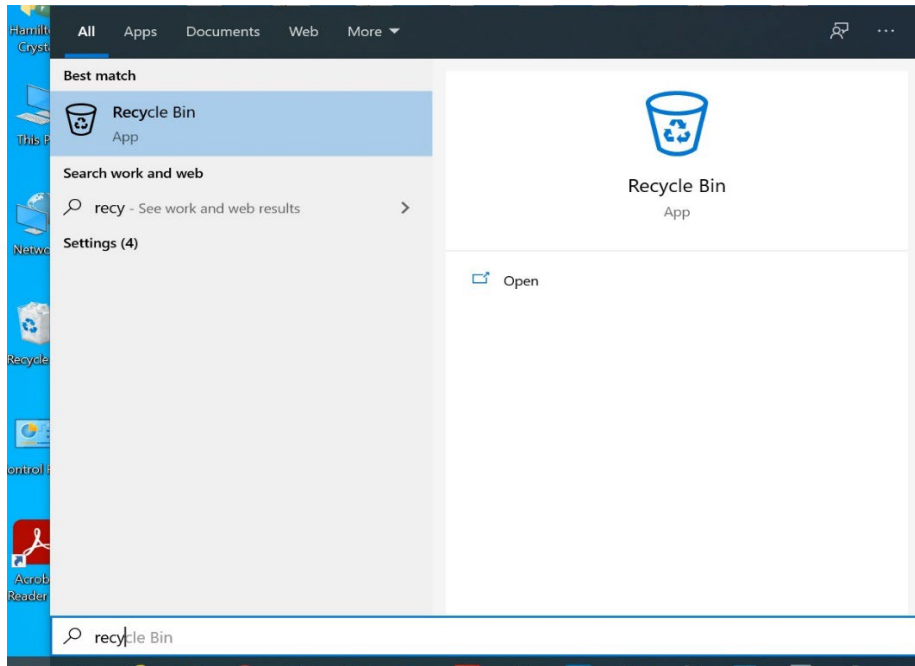 Hamilt
Cryst
All Apps Documents Web More
Best match
Recycle Bin
App
This P
Recycle Bin
App
Search work and web
recy - See work and web results
Netwo
Settings (4)
Open
Recycle
ontrol
Acrob
Reader
recycle Bin